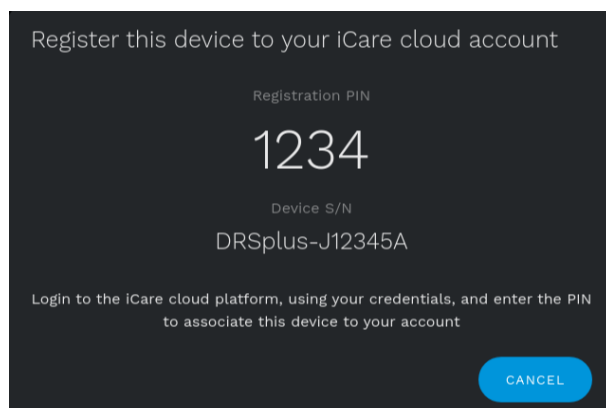 Register this device to your iCare cloud account
Registration PIN
1234
Device S/N
DRSplus-J12345A
Login to the iCare cloud platform, using your credentials, and enter the PIN
to associate this device to your account
CANCEL